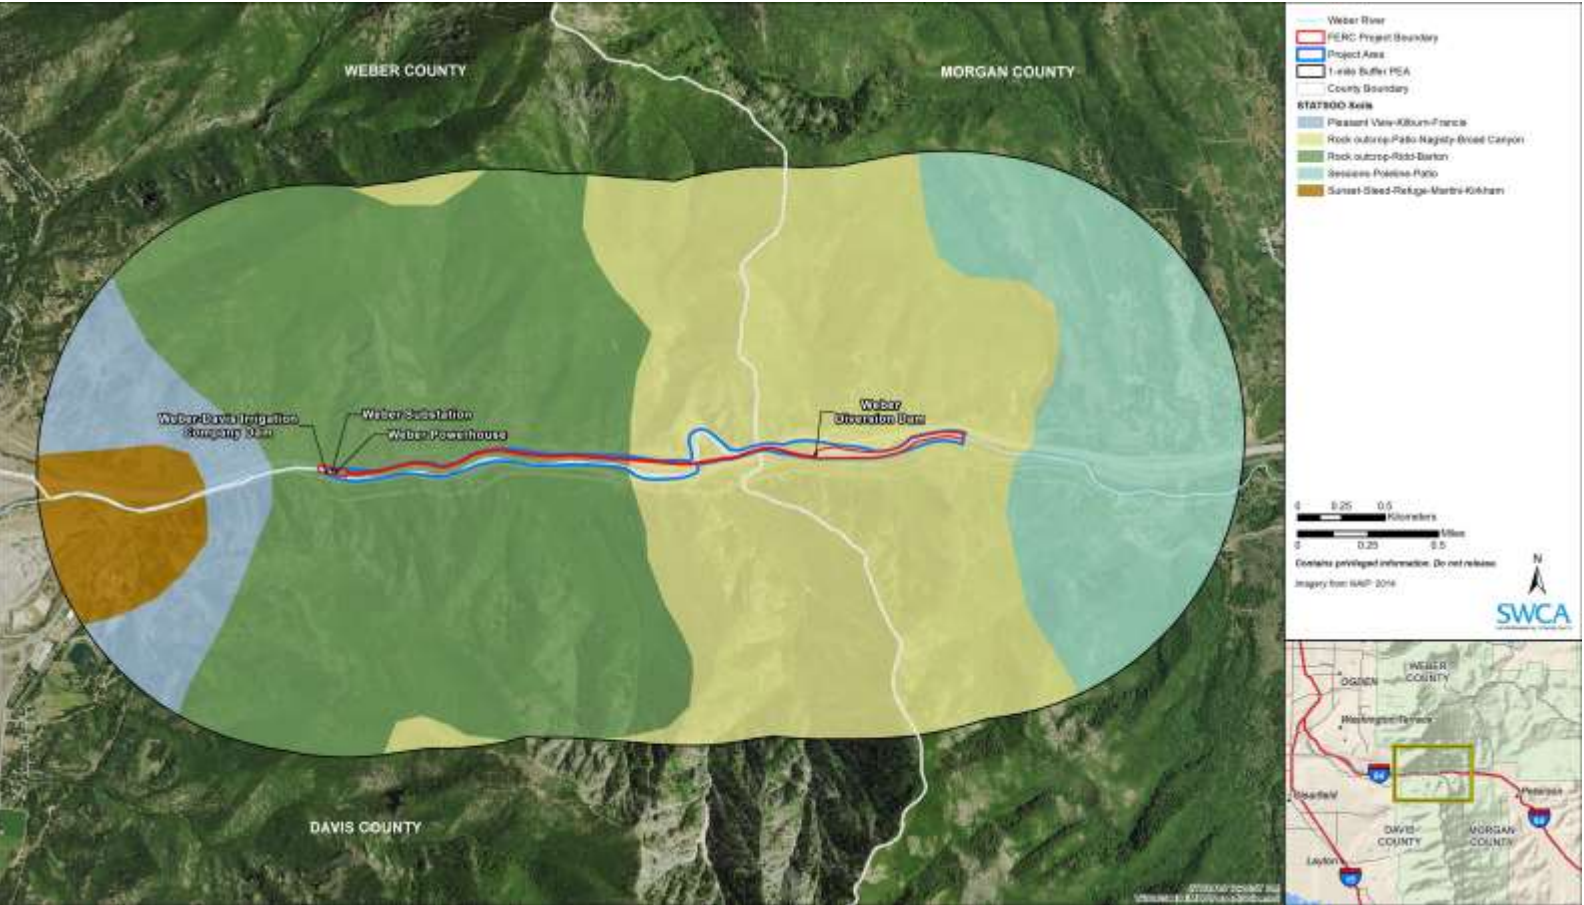 WEBER COUNTY
MORGAN COUNTY
Weber-Davis Irrigation
Company Dam
Weber Substation
Weber Powerhouse
Weber
Diversion Dam
DAVIS COUNTY
Weber River
FERC Project Boundary
Project Area
1-mile Buffer PEA
County Boundary
STATSGO Soils
Pleasant View-Kilburn-Francis
Rock outcrop-Patio-Nagisty-Broad Canyon
Rock outcrop-Ridd-Barton
Sessions-Poleline-Patio
Sunset-Steed-Refuge-Martini-Kirkham
0 0.25 0.5
Kilometers
Miles
0 0.25 0.5
Contains privileged information. Do not release.
Imagery from NAIP 2014
N
SWCA
WEBER
COUNTY
OGDEN
Washington Terrace
84
Clearfield
Peterson
84
DAVIS
COUNTY
MORGAN
COUNTY
Layton
15